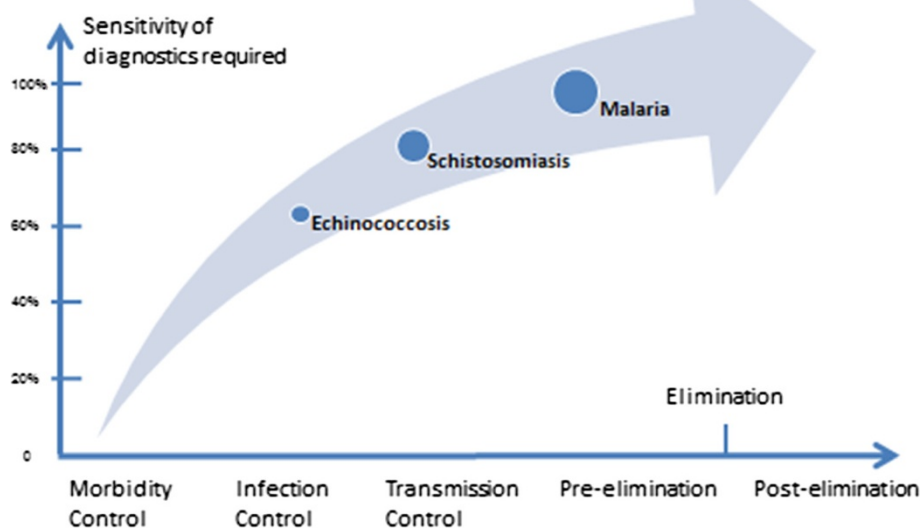 Sensitivity of
diagnostics required
100%
80%
60%
40%
20%
0
Malaria
Schistosomiasis
Echinococcosis
Elimination
Morbidity
Control
Infection
Control
Transmission
Control
Pre-elimination
Post-elimination